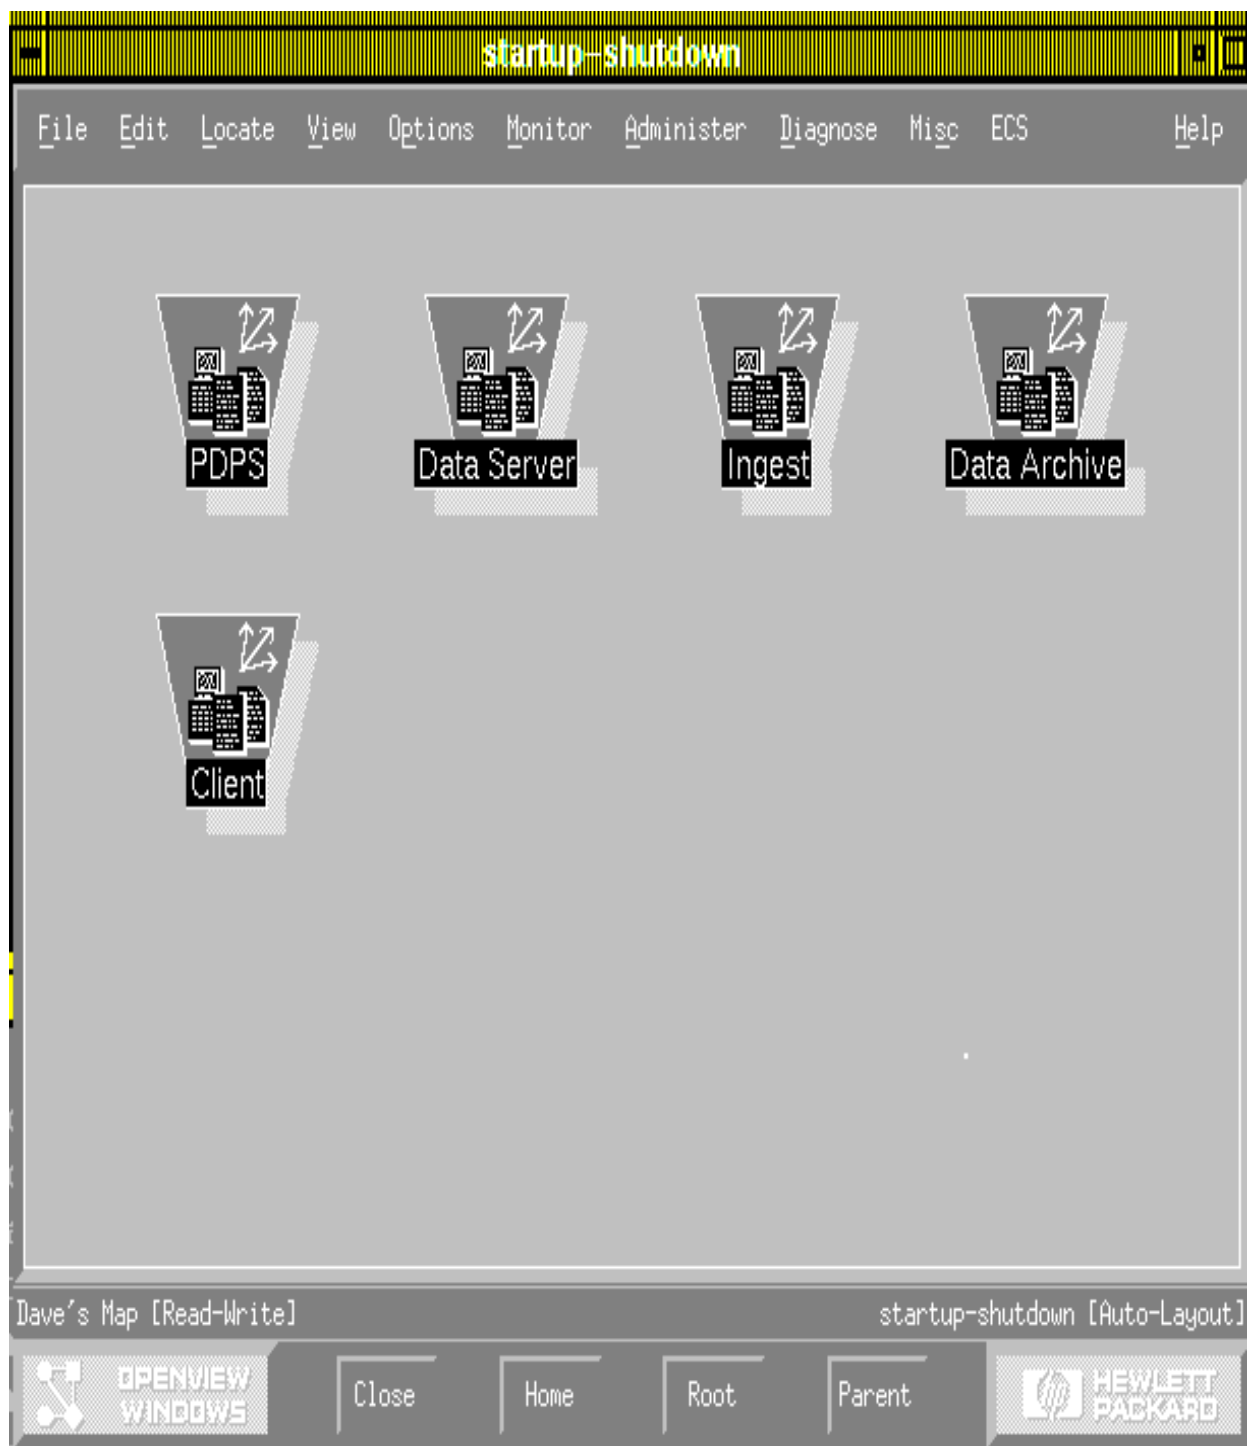 startup-shutdown
File Edit Locate View Options Monitor Administer Diagnose Misc ECS Help
PDPS Data Server Ingest Data Archive
Client
Dave's Map [Read-Write] startup-shutdown [Auto-Layout]
OPENVIEW
WINDOWS
Close Home Root Parent
hp HEWLETT
PACKARD